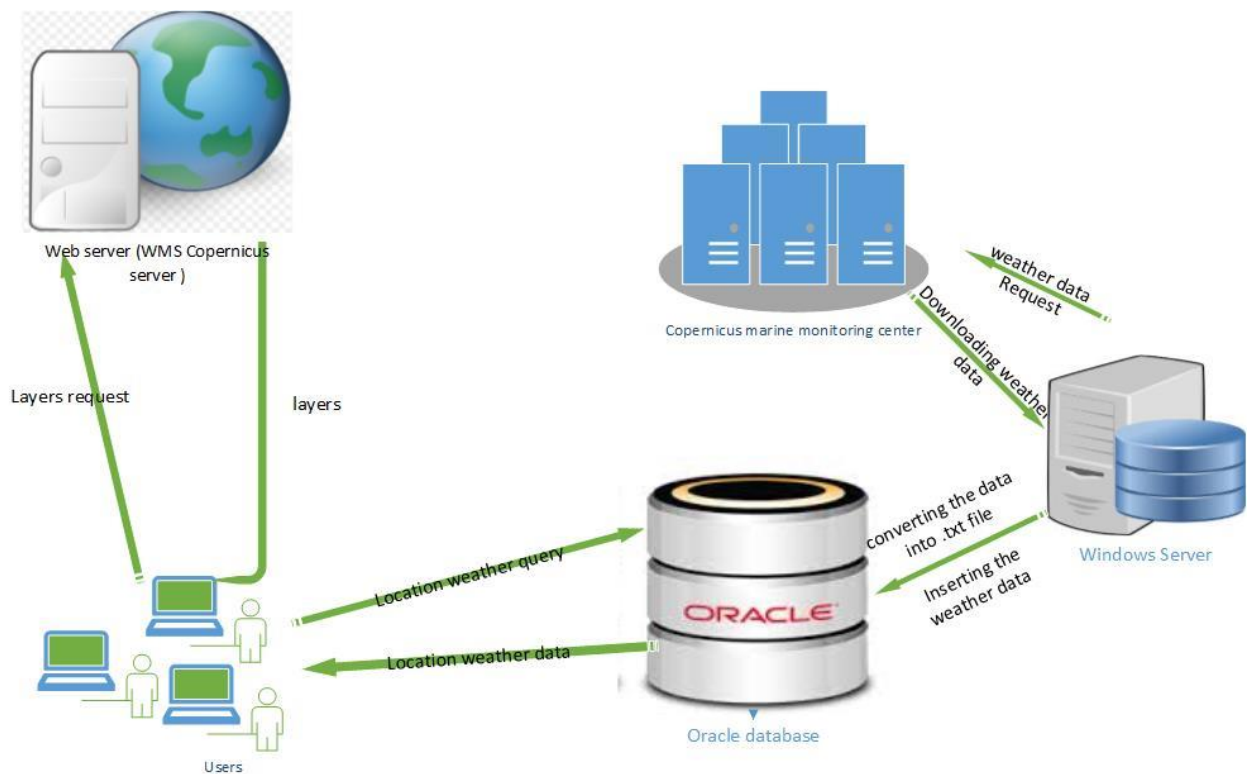 Web server (WMS Copernicus
server )
Layers request
layers
Users
Location weather query
Location weather data
ORACLE
Oracle database
Copernicus marine monitoring center
weather data
Request
Downloading weather
data
converting the data
into .txt file
Inserting the
weather data
Windows Server